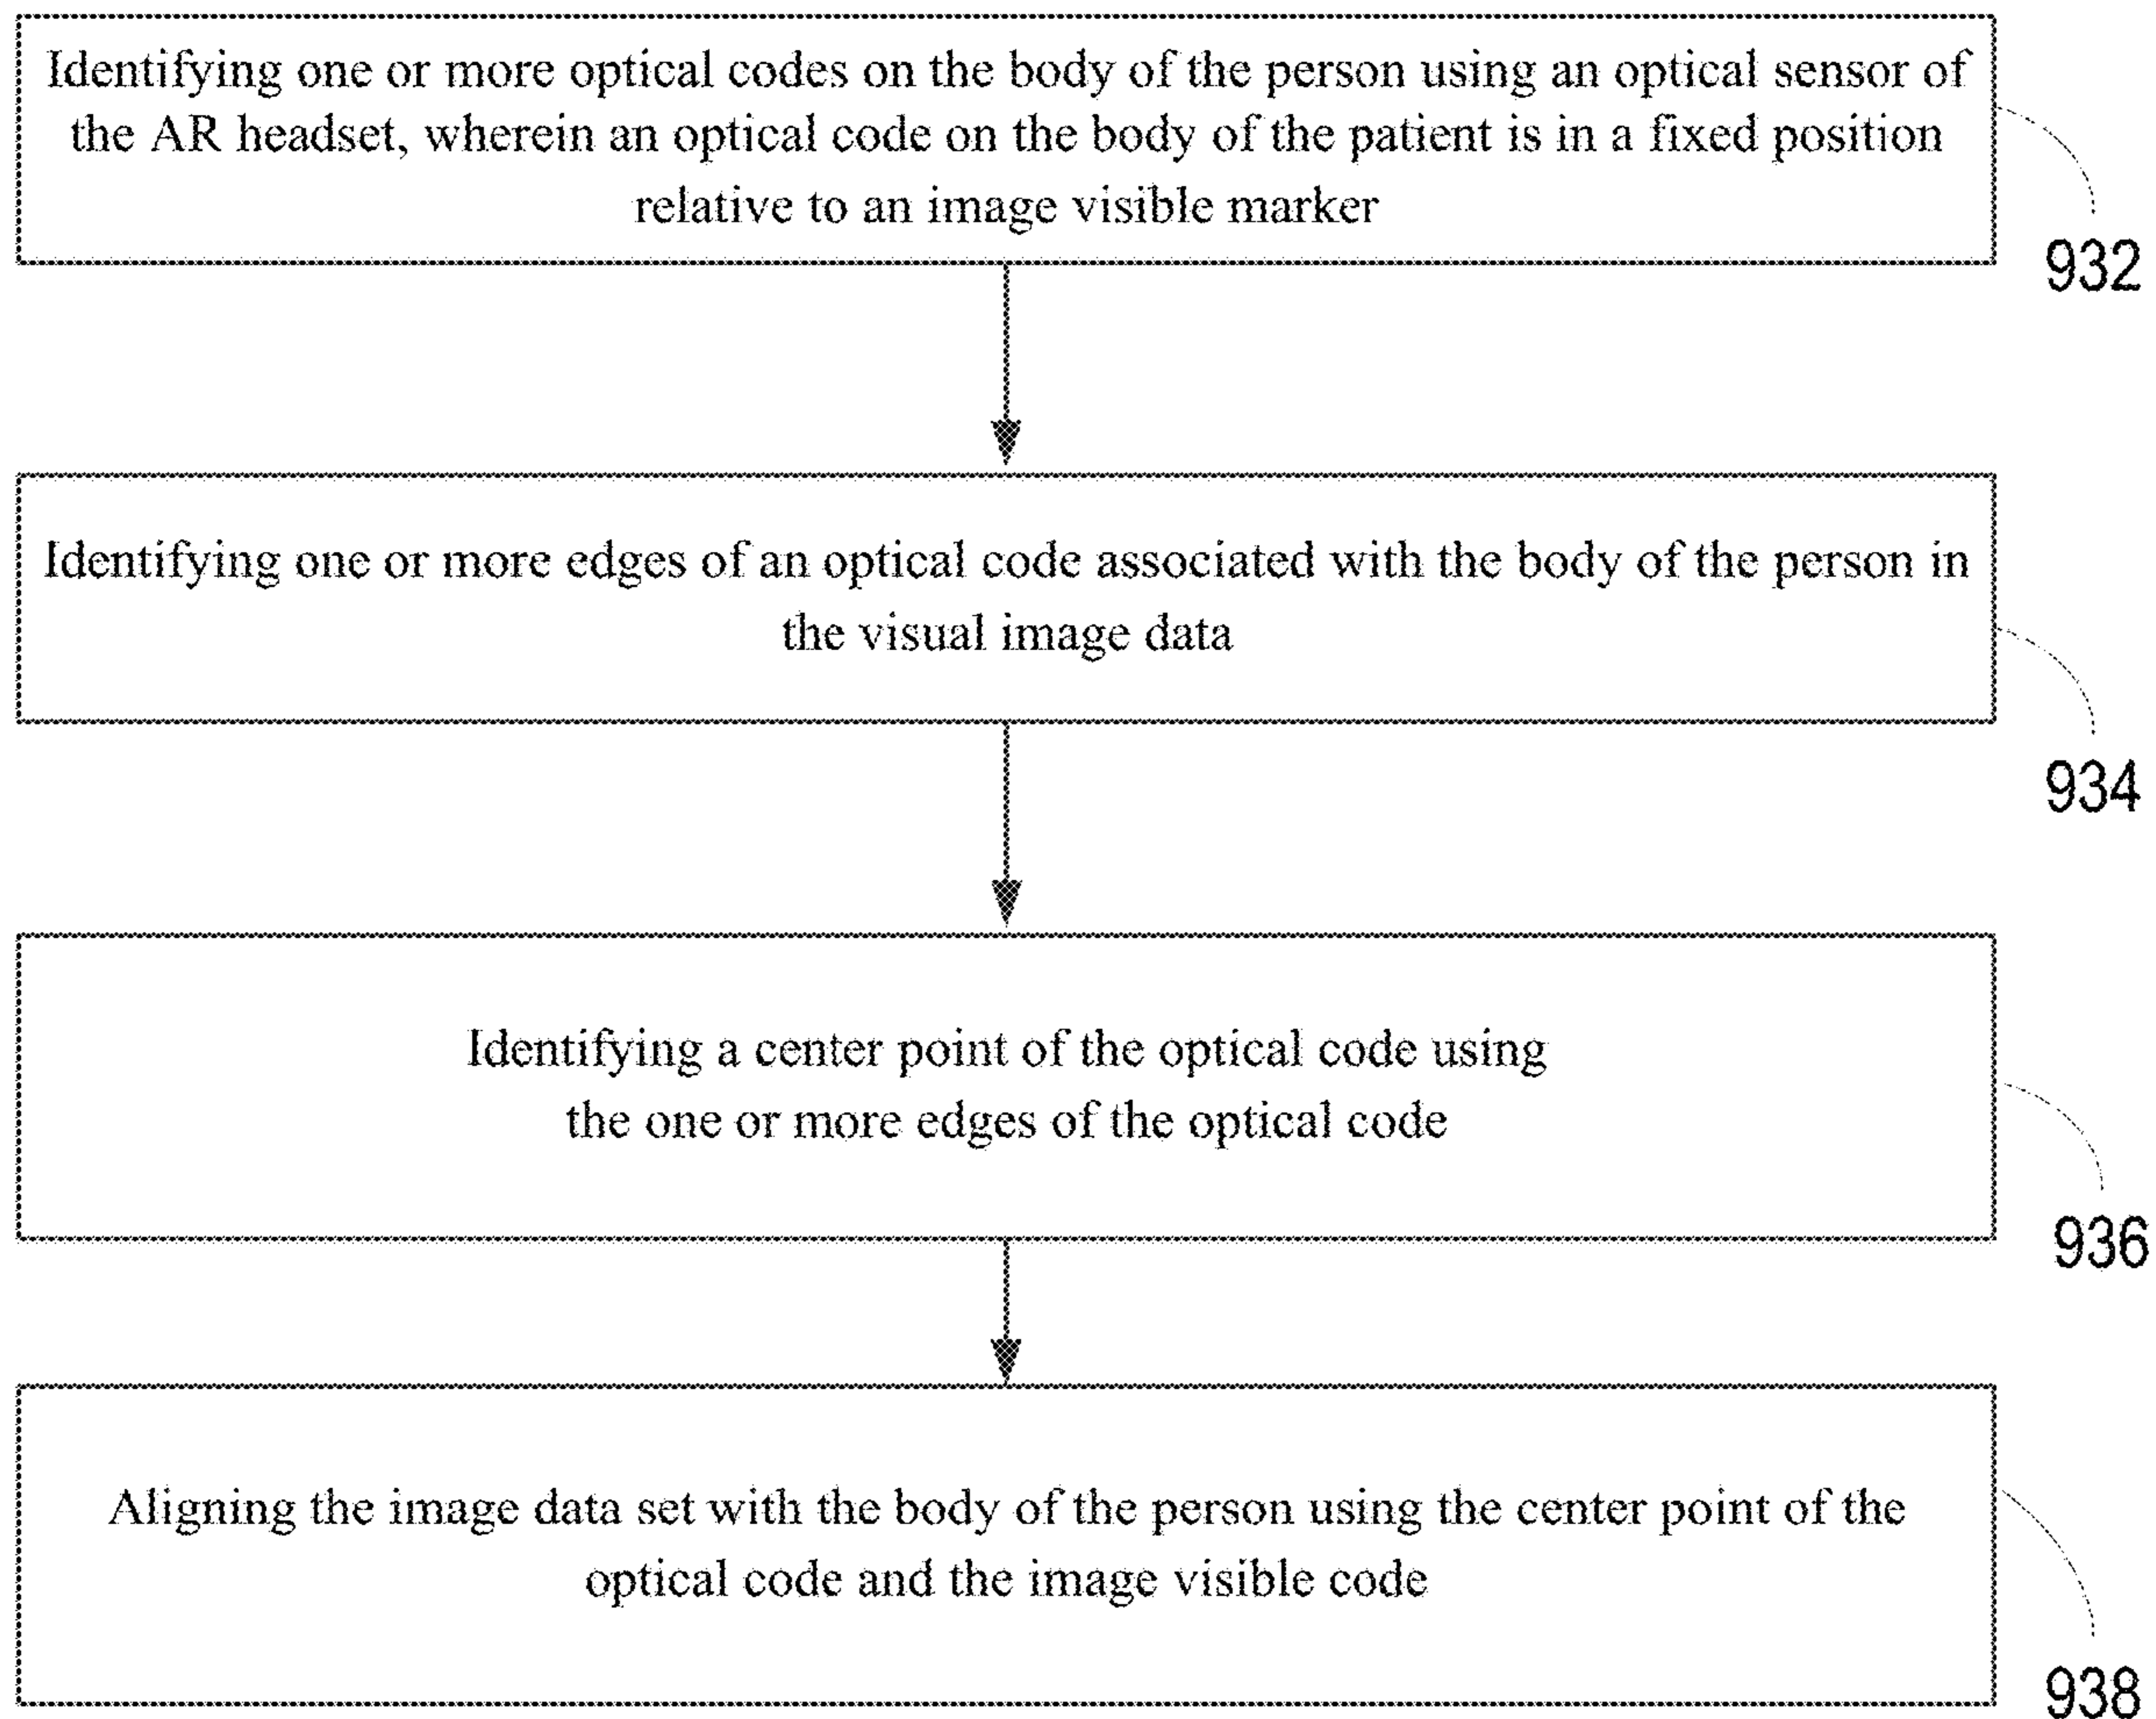 Identifying one or more optical codes on the body of the person using an optical sensor of
the AR headset, wherein an optical code on the body of the patient is in a fixed position
relative to an image visible marker
932
Identifying one or more edges of an optical code associated with the body of the person in
the visual image data
934
Identifying a center point of the optical code using
the one or more edges of the optical code
936
Aligning the image data set with the body of the person using the center point of the
optical code and the image visible code
938